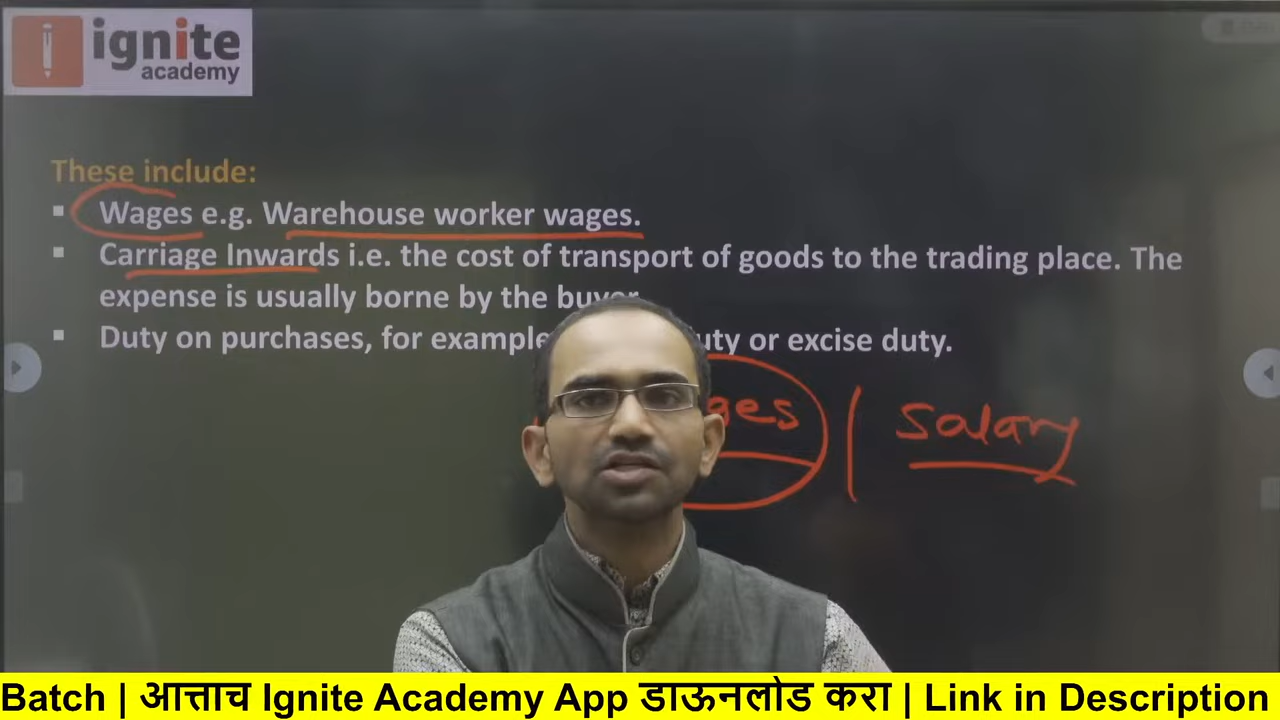 ignite
academy
These include:
▪ Wages e.g. Warehouse worker wages.
▪ Carriage Inwards i.e. the cost of transport of goods to the trading place. The
expense is usually borne by the buyer
▪ Duty on purchases, for example or excise duty.
Salary
Batch | आत्ताच Ignite Academy App डाऊनलोड करा | Link in Description